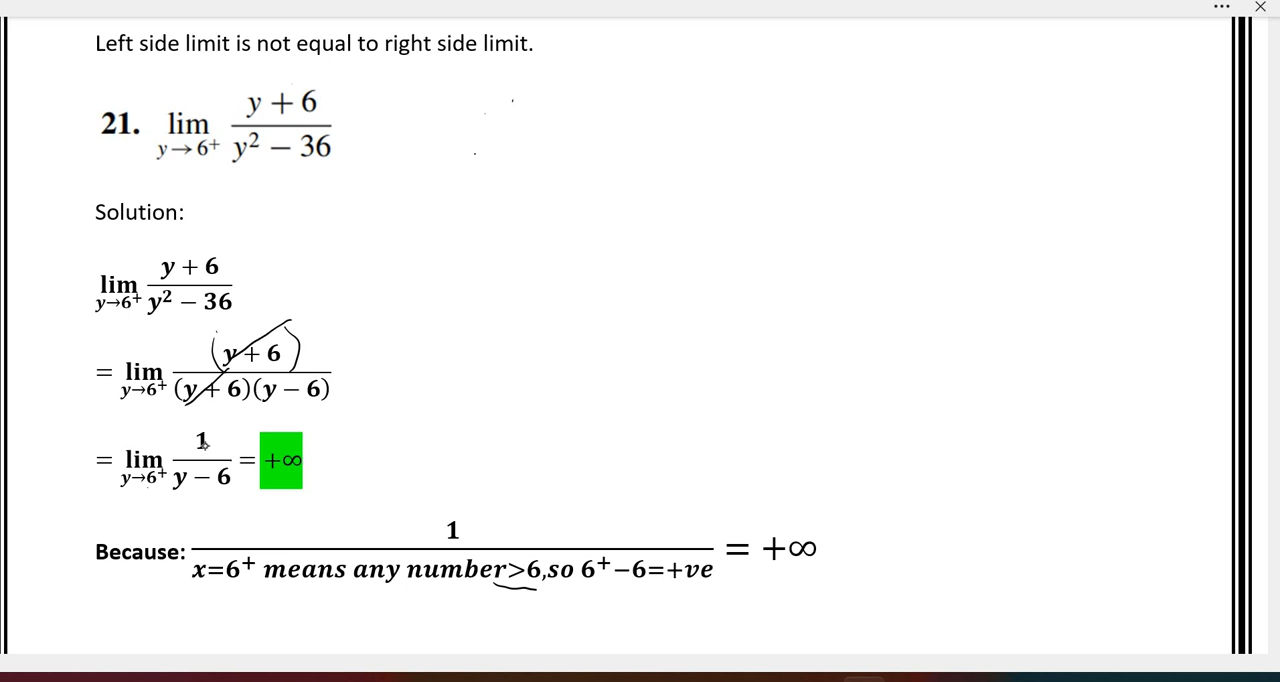 Left side limit is not equal to right side limit.
21. lim y→6⁺ (y + 6)/(y² − 36)
Solution:
lim y→6⁺ (y + 6)/(y² − 36)
= lim y→6⁺ (y + 6)/((y + 6)(y − 6))
= lim y→6⁺ 1/(y − 6) = +∞
Because: 1/(x=6⁺ means any number>6,so 6⁺−6=+ve) = +∞